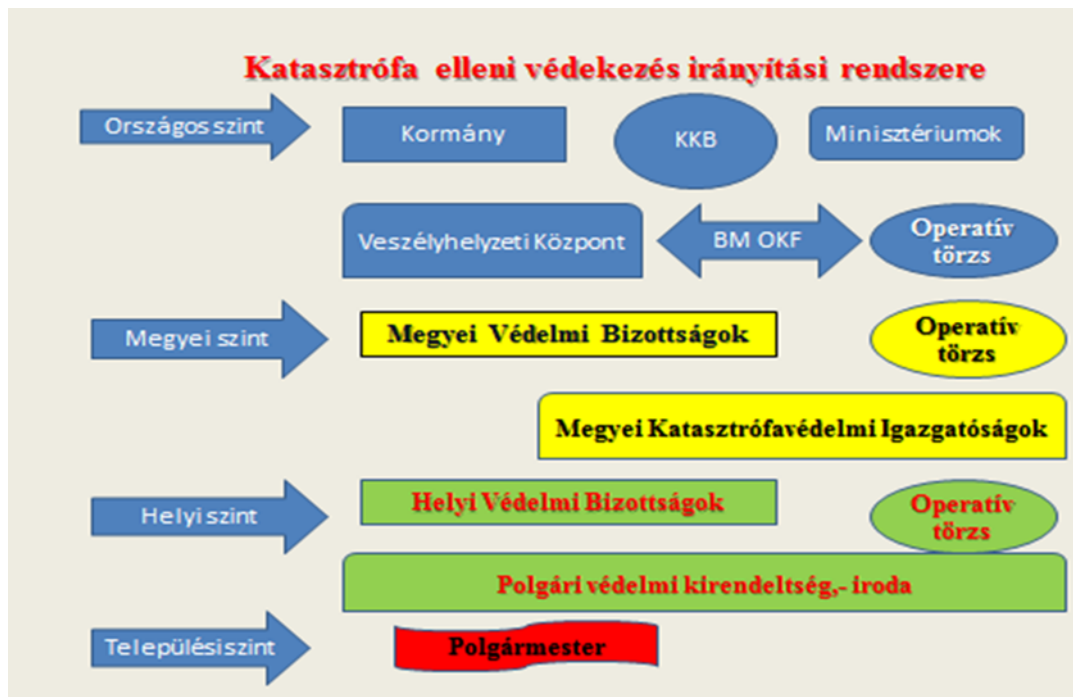 Katasztrófa elleni védekezés irányítási rendszere
Országos szint
Kormány
KKB
Minisztériumok
Veszélyhelyzeti Központ
BM OKF
Operatív
törzs
Megyei szint
Megyei Védelmi Bizottságok
Operatív
törzs
Megyei Katasztrófavédelmi Igazgatóságok
Helyi szint
Helyi Védelmi Bizottságok
Operatív
törzs
Polgári védelmi kirendeltség,- iroda
Települési szint
Polgármester